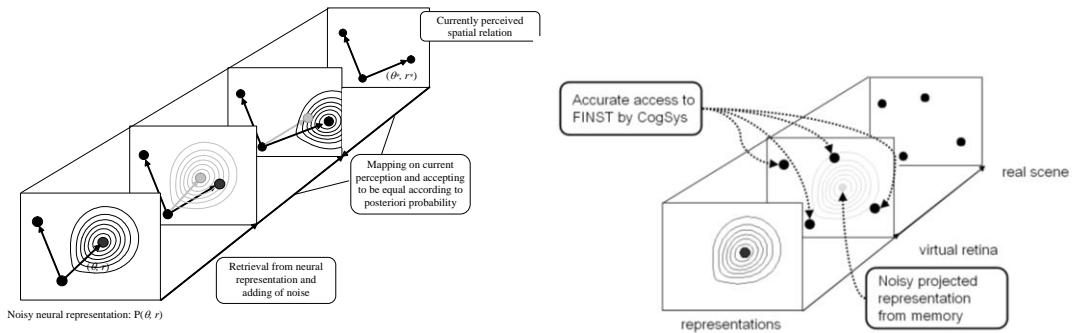 Currently perceived
spatial relation
(θ*, r*)
Mapping on current
perception and accepting
to be equal according to
posteriori probability
(θ, r)
Retrieval from neural
representation and
adding of noise
Noisy neural representation: P(θ, r)
Accurate access to
FINST by CogSys
real scene
virtual retina
Noisy projected
representation
from memory
representations